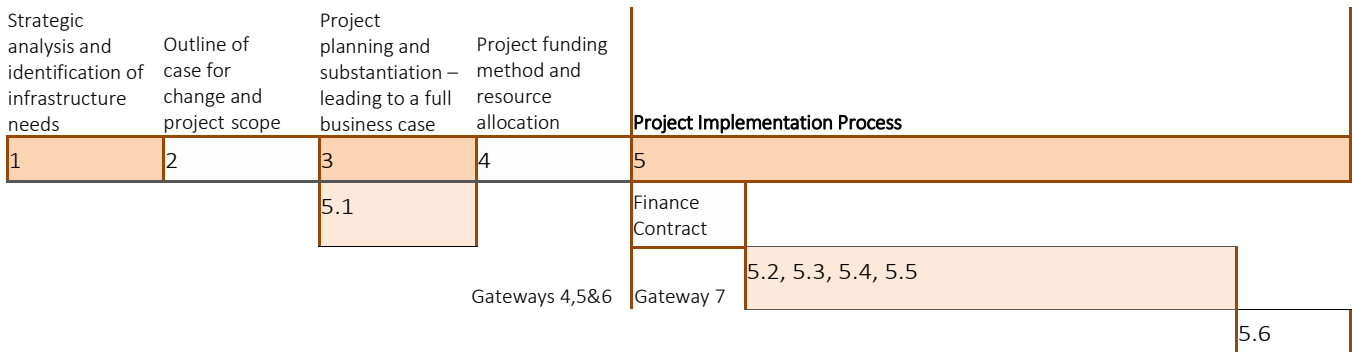 Strategic
analysis and
identification of
infrastructure
needs
Outline of
case for
change and
project scope
Project
planning and
substantiation –
leading to a full
business case
Project funding
method and
resource
allocation
Project Implementation Process
1
2
3
4
5
5.1
Finance
Contract
5.2, 5.3, 5.4, 5.5
Gateways 4,5&6
Gateway 7
5.6